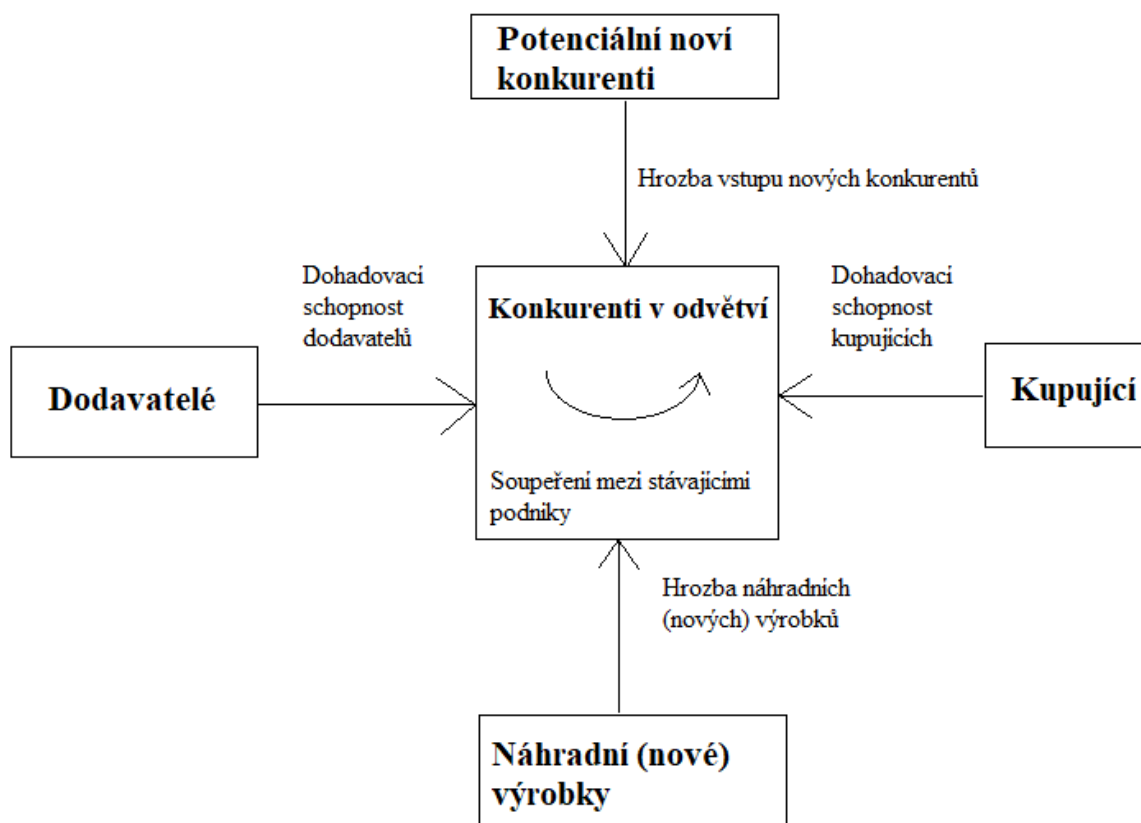 Potenciální noví
konkurenti
Hrozba vstupu nových konkurentů
Dohadovací
schopnost
dodavatelů
Konkurenti v odvětví
Dohadovací
schopnost
kupujících
Dodavatelé
Kupující
Soupeření mezi stávajícími
podniky
Hrozba náhradních
(nových) výrobků
Náhradní (nové)
výrobky